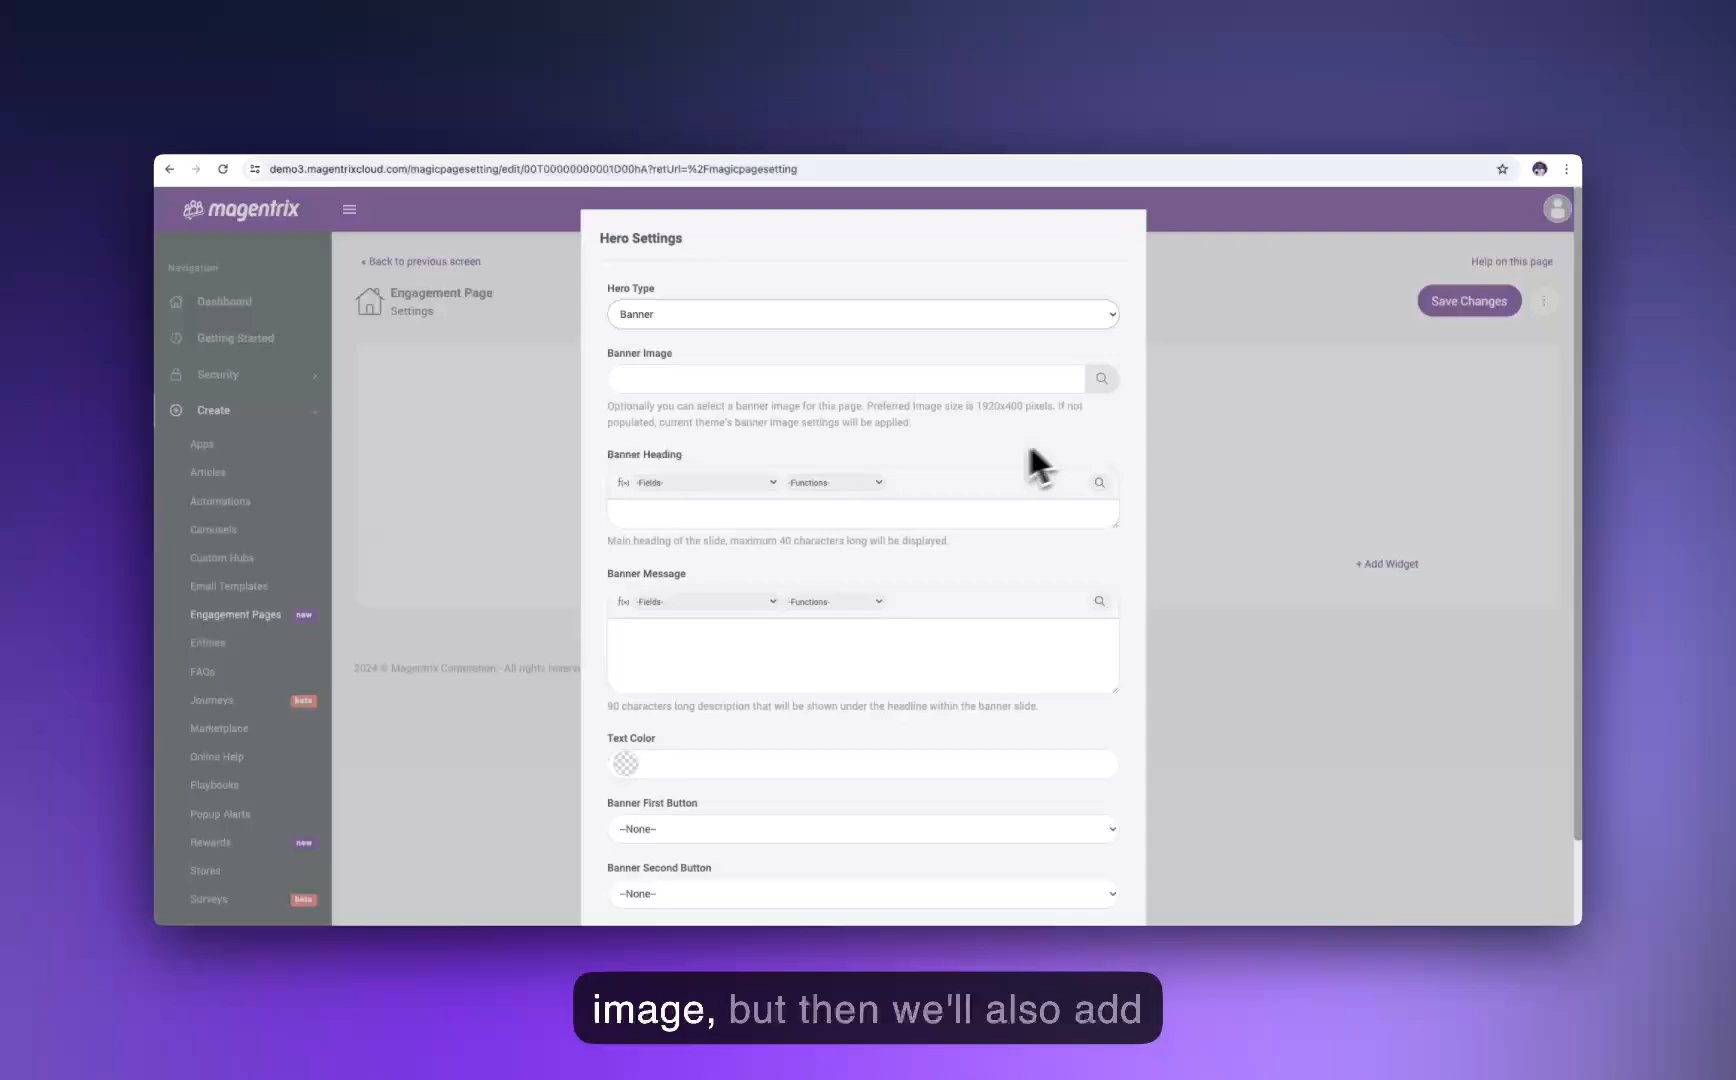 demo3.magentrixcloud.com/magicpagesetting/edit/00T00000000001D00hA?retUrl=%2Fmagicpagesetting
magentrix
Navigation
Dashboard
Getting Started
Security
Create
Apps
Articles
Automations
Carousels
Custom Hubs
Email Templates
Engagement Pages new
Entities
FAQs
Journeys beta
Marketplace
Online Help
Playbooks
Popup Alerts
Rewards new
Stores
Surveys beta
« Back to previous screen
Help on this page
Engagement Page
Settings
Save Changes
+ Add Widget
2024 © Magentrix Corporation - All rights reserve
Hero Settings
Hero Type
Banner
Banner Image
Optionally you can select a banner image for this page. Preferred image size is 1920x400 pixels. If not
populated, current theme's banner image settings will be applied.
Banner Heading
f(x) -Fields- -Functions-
Main heading of the slide, maximum 40 characters long will be displayed.
Banner Message
f(x) -Fields- -Functions-
90 characters long description that will be shown under the headline within the banner slide.
Text Color
Banner First Button
--None--
Banner Second Button
--None--
image, but then we'll also add